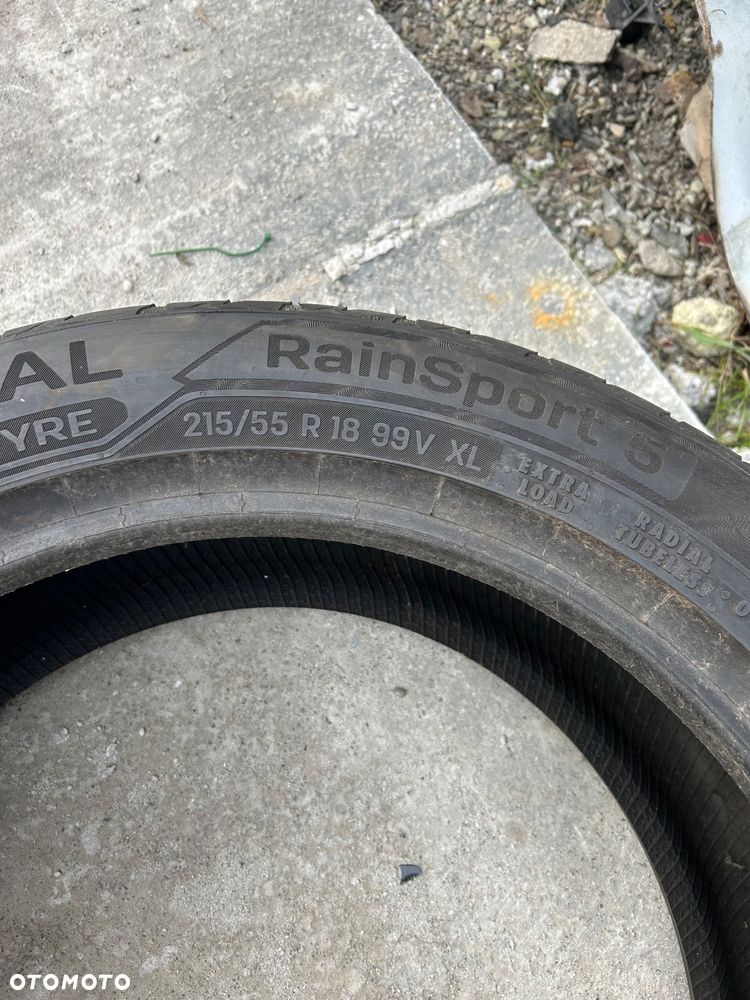 AL RainSport 5
YRE 215/55 R 18 99V XL EXTRA LOAD RADIAL TUBELESS
OTOMOTO